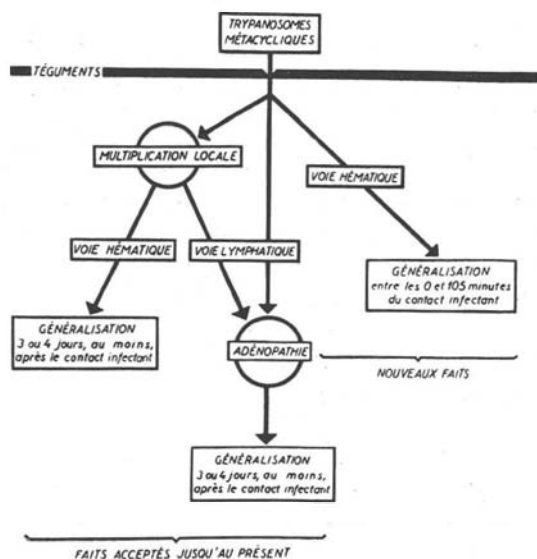 TRYPANOSOMES
MÉTACYCLIQUES
TÉGUMENTS
MULTIPLICATION LOCALE
VOIE HÉMATIQUE
VOIE HÉMATIQUE
VOIE LYMPHATIQUE
GÉNÉRALISATION
entre les 0 et 105 minutes
du contact infectant
GÉNÉRALISATION
3 ou 4 jours, au moins,
après le contact infectant
ADÉNOPATHIE
NOUVEAUX FAITS
GÉNÉRALISATION
3 ou 4 jours, au moins,
après le contact infectant
FAITS ACCEPTÉS JUSQU'AU PRÉSENT